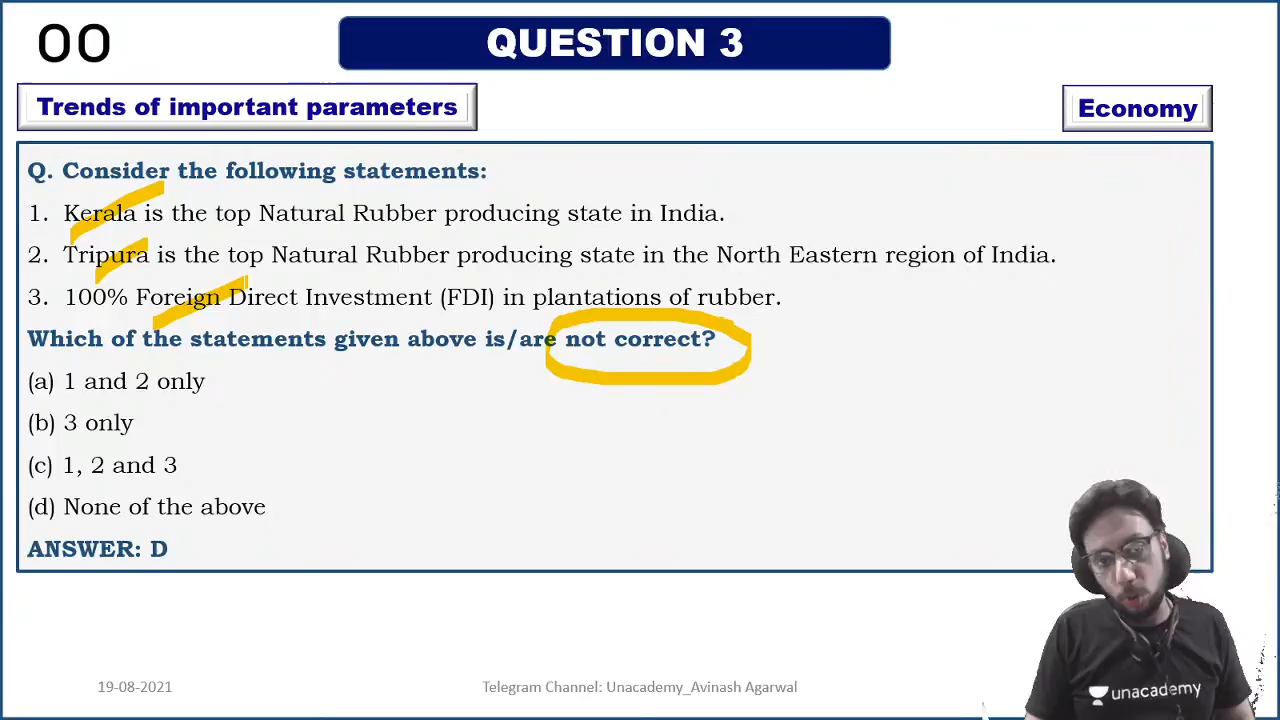 00
QUESTION 3
Trends of important parameters
Economy
Q. Consider the following statements:
1. Kerala is the top Natural Rubber producing state in India.
2. Tripura is the top Natural Rubber producing state in the North Eastern region of India.
3. 100% Foreign Direct Investment (FDI) in plantations of rubber.
Which of the statements given above is/are not correct?
(a) 1 and 2 only
(b) 3 only
(c) 1, 2 and 3
(d) None of the above
ANSWER: D
unacademy
19-08-2021
Telegram Channel: Unacademy_Avinash Agarwal